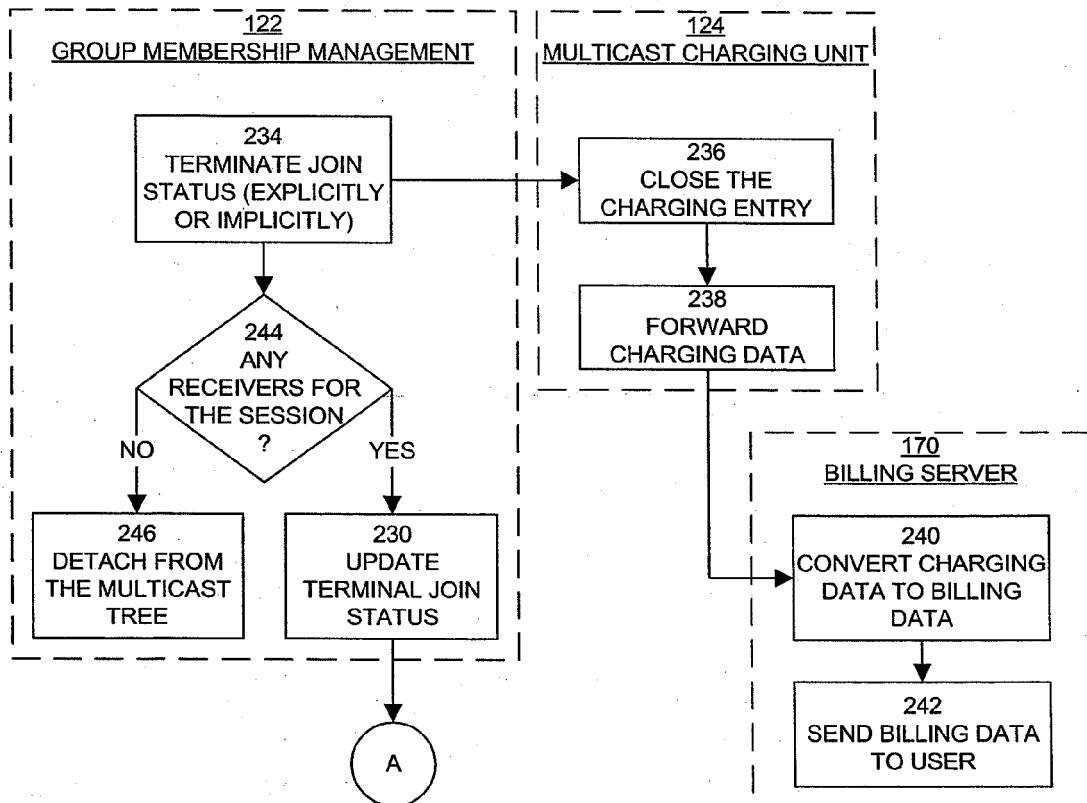 122
GROUP MEMBERSHIP MANAGEMENT
234
TERMINATE JOIN
STATUS (EXPLICITLY
OR IMPLICITLY)
244
ANY
RECEIVERS FOR
THE SESSION
?
NO
YES
246
DETACH FROM
THE MULTICAST
TREE
230
UPDATE
TERMINAL JOIN
STATUS
A
124
MULTICAST CHARGING UNIT
236
CLOSE THE
CHARGING ENTRY
238
FORWARD
CHARGING DATA
170
BILLING SERVER
240
CONVERT CHARGING
DATA TO BILLING
DATA
242
SEND BILLING DATA
TO USER